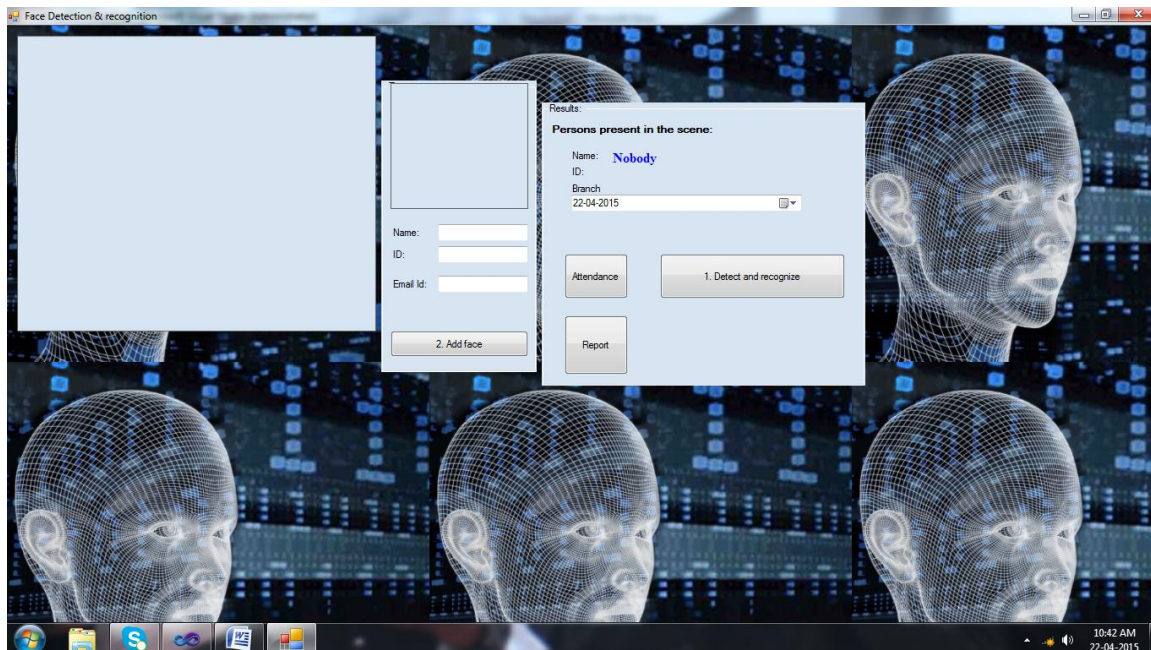 Face Detection & recognition
Name:
ID:
Email Id:
2. Add face
Results:
Persons present in the scene:
Name: Nobody
ID:
Branch
22-04-2015
Attendance
1. Detect and recognize
Report
10:42 AM
22-04-2015